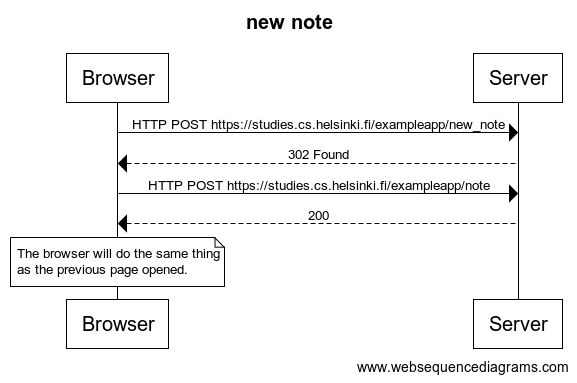 new note
Browser
Server
HTTP POST https://studies.cs.helsinki.fi/exampleapp/new_note
302 Found
HTTP POST https://studies.cs.helsinki.fi/exampleapp/note
200
The browser will do the same thing
as the previous page opened.
Browser
Server
www.websequencediagrams.com